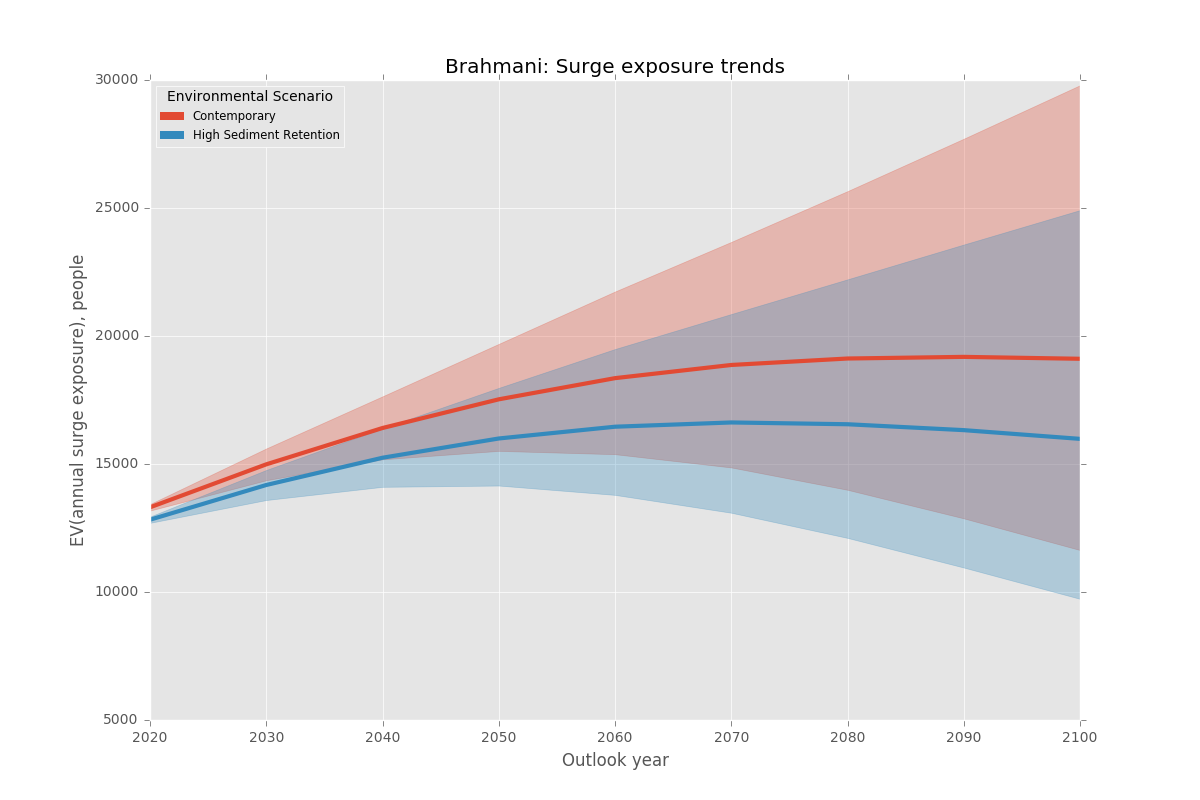 Brahmani: Surge exposure trends
Environmental Scenario
Contemporary
High Sediment Retention
EV(annual surge exposure), people
30000
25000
20000
15000
10000
5000
2020 2030 2040 2050 2060 2070 2080 2090 2100
Outlook year